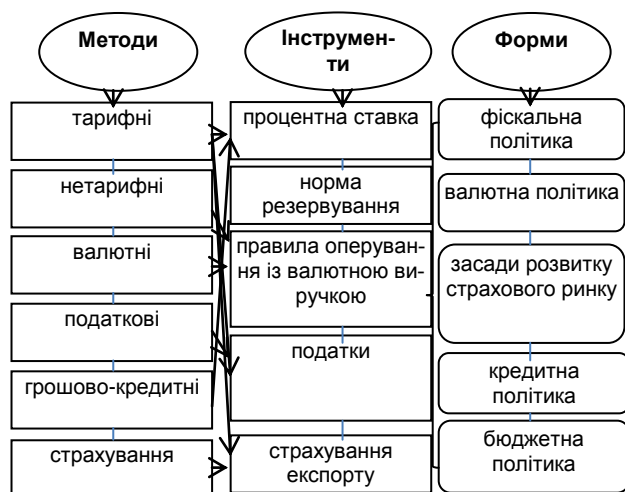 Методи
тарифні
нетарифні
валютні
податкові
грошово-кредитні
страхування
Інструмен-
ти
процентна ставка
норма
резервування
правила оперуван-
ня із валютною ви-
ручкою
податки
страхування
експорту
Форми
фіскальна
політика
валютна політика
засади розвитку
страхового ринку
кредитна
політика
бюджетна
політика